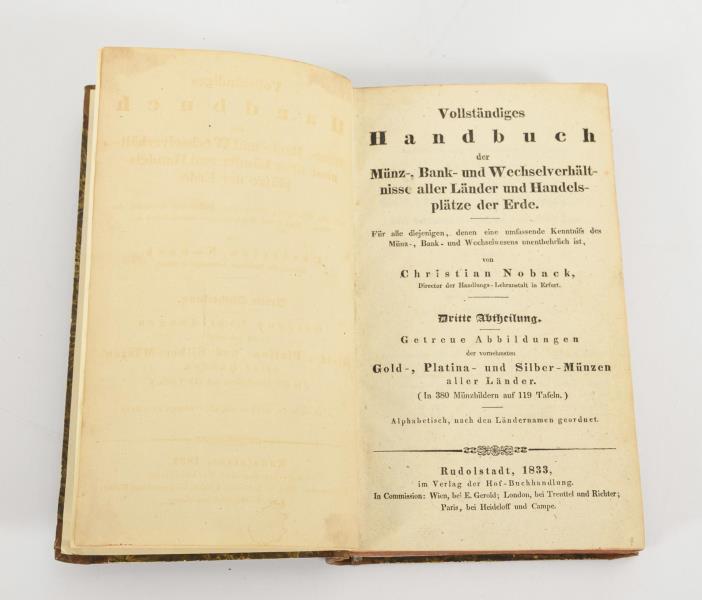 Vollständiges
Handbuch
der
Münz-, Bank- und Wechselverhält-
nisse aller Länder und Handels-
plätze der Erde.
Für alle diejenigen, denen eine umfassende Kenntniſs des
Münz-, Bank- und Wechselwesens unentbehrlich ist,
von
Christian Noback,
Director der Handlungs-Lehranstalt in Erfurt.
Dritte Abtheilung.
Getreue Abbildungen
der vornehmsten
Gold-, Platina- und Silber-Münzen
aller Länder.
(In 380 Münzbildern auf 119 Tafeln.)
Alphabetisch, nach den Ländernamen geordnet.
Rudolstadt, 1833,
im Verlag der Hof-Buchhandlung.
In Commission: Wien, bei E. Gerold; London, bei Treuttel und Richter;
Paris, bei Heideloff und Campe.